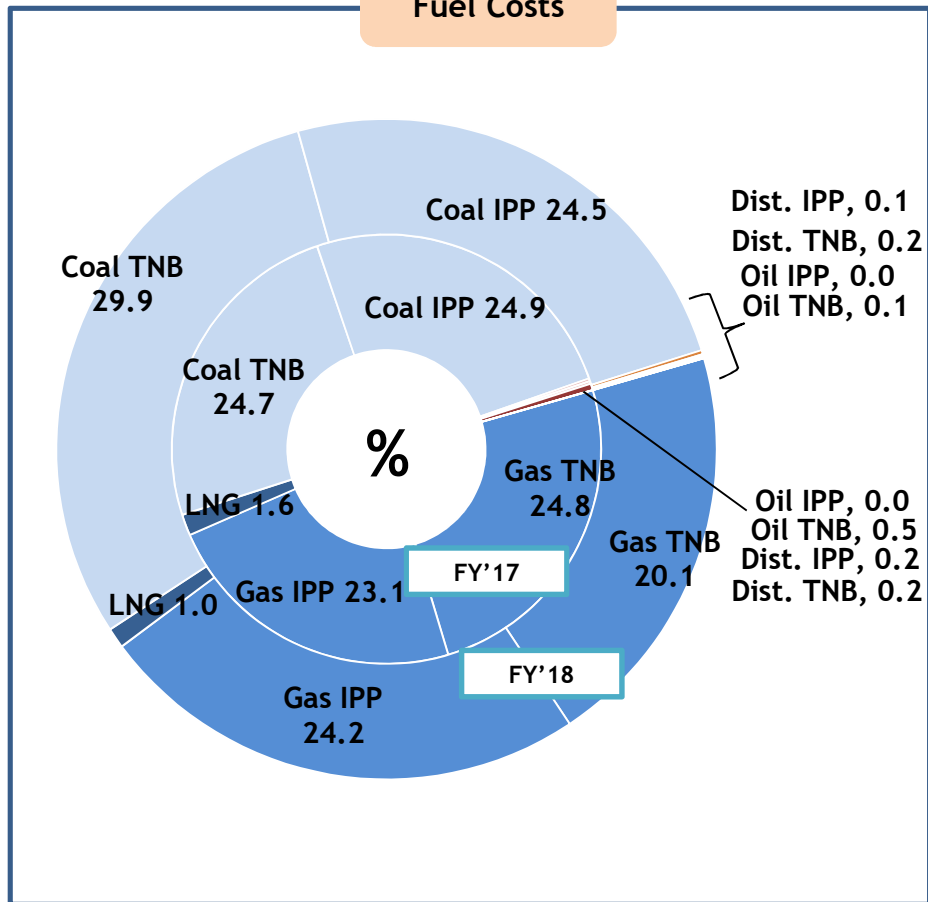 Fuel Costs
Coal IPP 24.5
Dist. IPP, 0.1
Dist. TNB, 0.2
Oil IPP, 0.0
Oil TNB, 0.1
Coal TNB
29.9
Coal IPP 24.9
Coal TNB
24.7
%
Gas TNB
24.8
LNG 1.6
Oil IPP, 0.0
Oil TNB, 0.5
Dist. IPP, 0.2
Dist. TNB, 0.2
Gas TNB
20.1
FY’17
Gas IPP 23.1
LNG 1.0
FY’18
Gas IPP
24.2